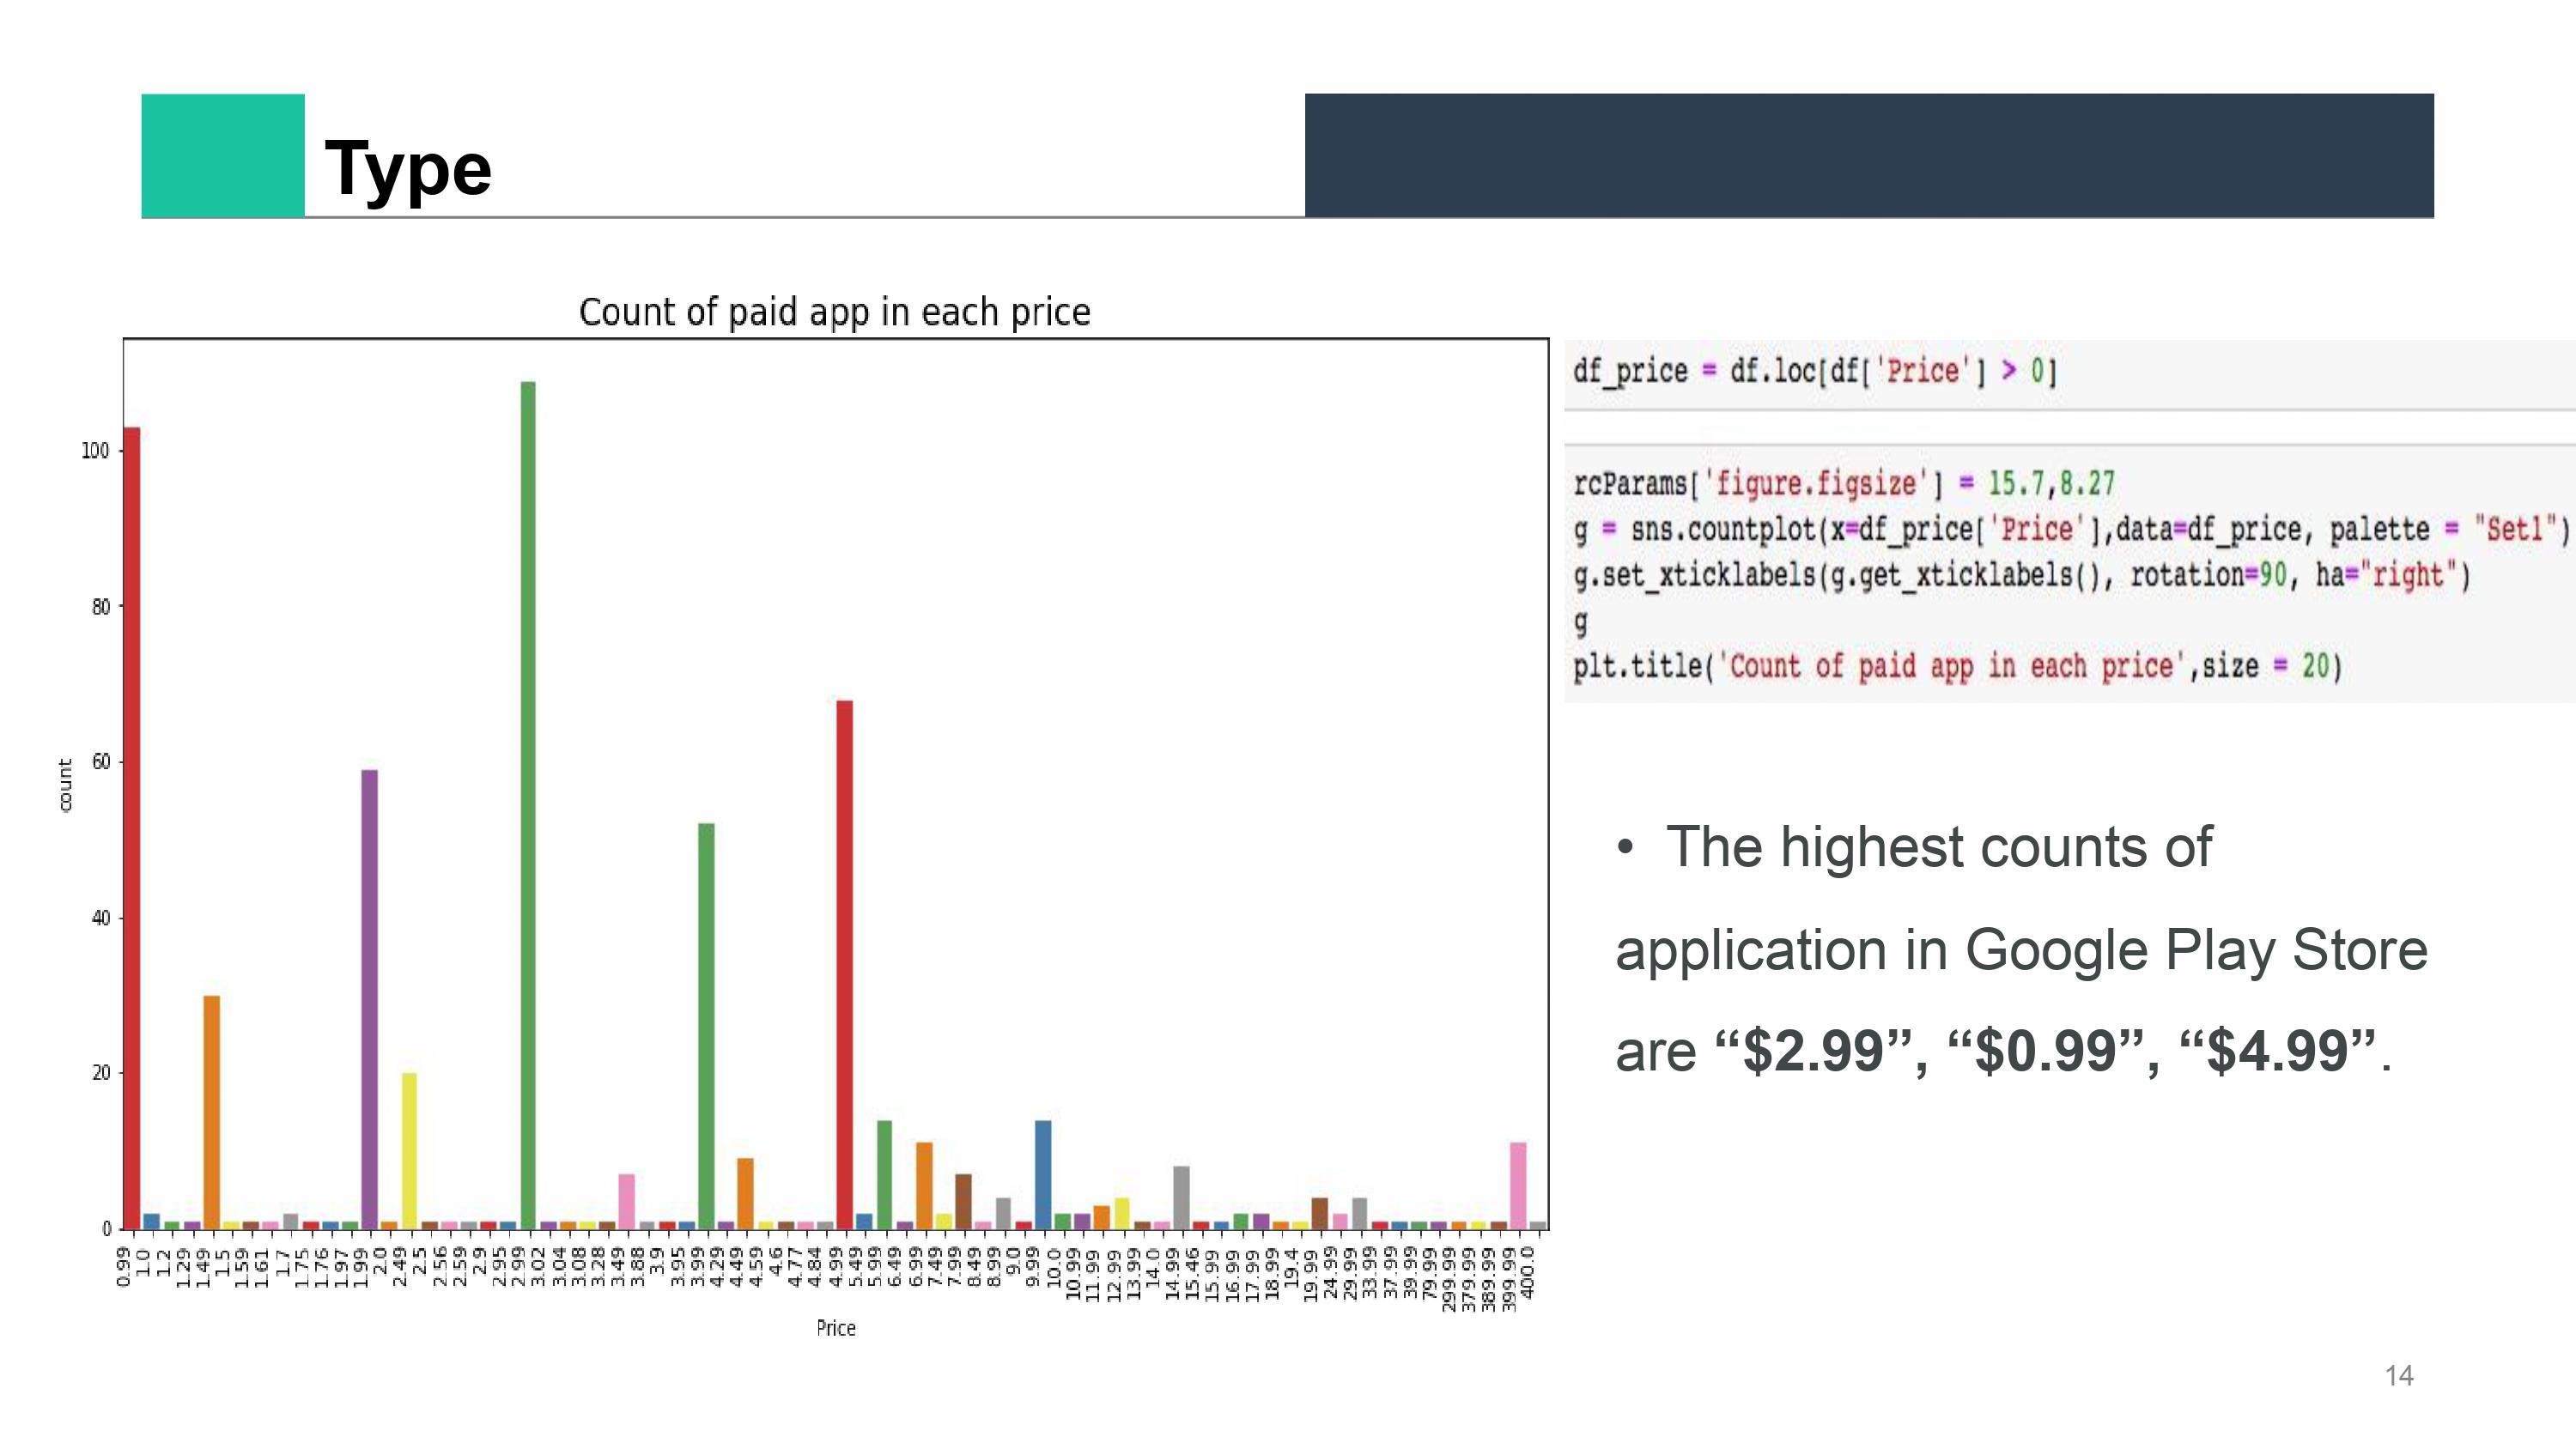 Type
Count of paid app in each price
100
80
60
40
20
0
count
0.99 1.0 1.2 1.29 1.49 1.5 1.59 1.61 1.7 1.75 1.76 1.97 1.99 2.0 2.49 2.5 2.56 2.59 2.9 2.95 2.99 3.02 3.04 3.08 3.28 3.49 3.88 3.9 3.95 3.99 4.29 4.49 4.59 4.6 4.77 4.84 4.99 5.49 5.99 6.49 6.99 7.49 7.99 8.49 8.99 9.0 9.99 10.0 10.99 11.99 12.99 13.99 14.0 14.99 15.46 15.99 16.99 17.99 18.99 19.4 19.99 24.99 29.99 33.99 37.99 39.99 79.99 299.99 379.99 389.99 399.99 400.0
Price
df_price = df.loc[df['Price'] > 0]
rcParams['figure.figsize'] = 15.7,8.27
g = sns.countplot(x=df_price['Price'],data=df_price, palette = "Set1")
g.set_xticklabels(g.get_xticklabels(), rotation=90, ha="right")
g
plt.title('Count of paid app in each price',size = 20)
• The highest counts of
application in Google Play Store
are “$2.99”, “$0.99”, “$4.99”.
14